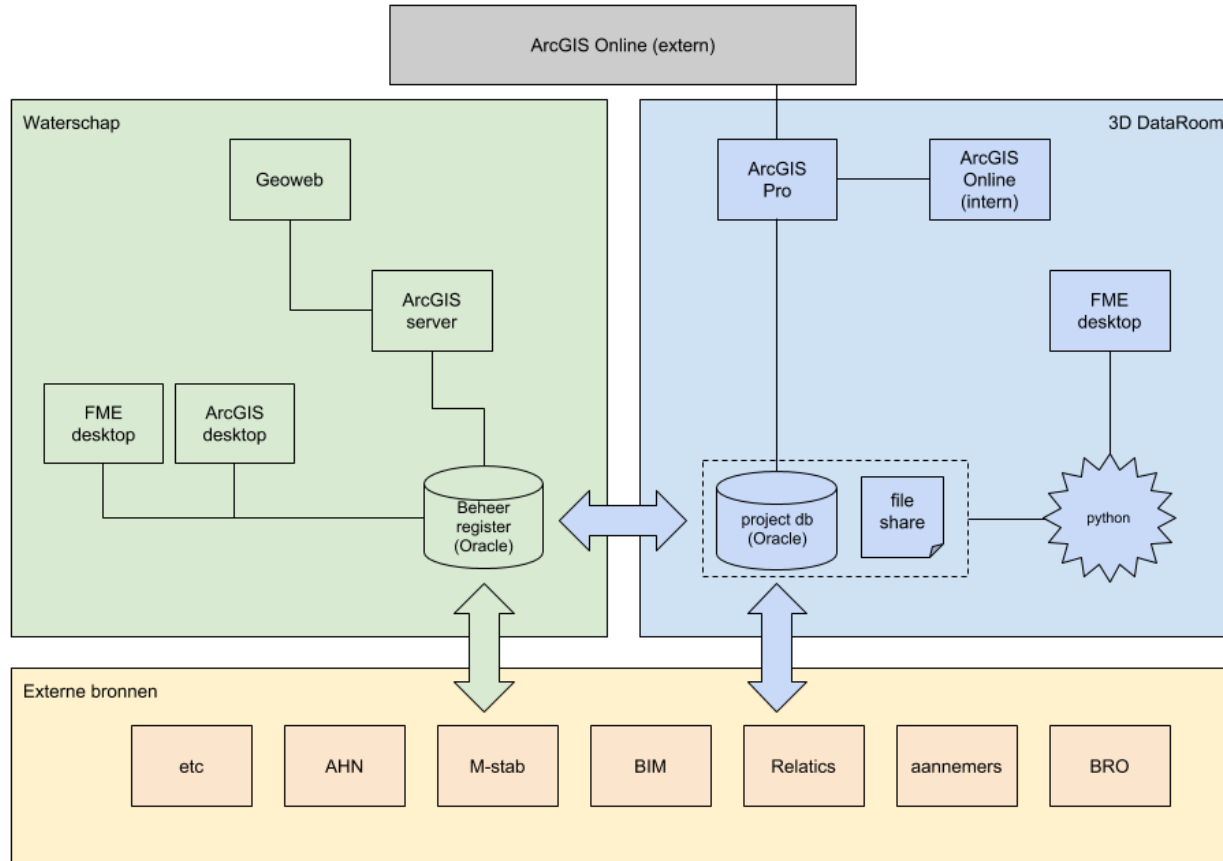 ArcGIS Online (extern)
Waterschap
Geoweb
ArcGIS
server
FME
desktop
ArcGIS
desktop
Beheer
register
(Oracle)
3D DataRoom
ArcGIS
Pro
ArcGIS
Online
(intern)
FME
desktop
project db
(Oracle)
file
share
python
Externe bronnen
etc
AHN
M-stab
BIM
Relatics
aannemers
BRO